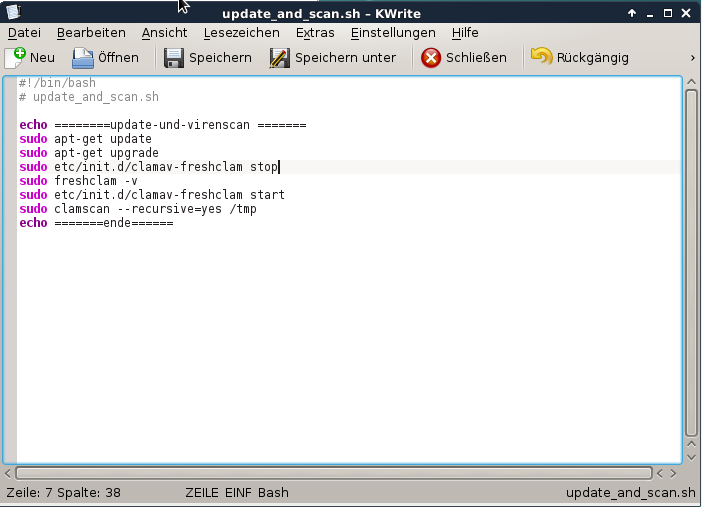 update_and_scan.sh – KWrite
Datei Bearbeiten Ansicht Lesezeichen Extras Einstellungen Hilfe
Neu Öffnen Speichern Speichern unter Schließen Rückgängig
#!/bin/bash
# update_and_scan.sh
echo ========update-und-virenscan =======
sudo apt-get update
sudo apt-get upgrade
sudo etc/init.d/clamav-freshclam stop
sudo freshclam -v
sudo etc/init.d/clamav-freshclam start
sudo clamscan --recursive=yes /tmp
echo =======ende======
Zeile: 7 Spalte: 38 ZEILE EINF Bash update_and_scan.sh